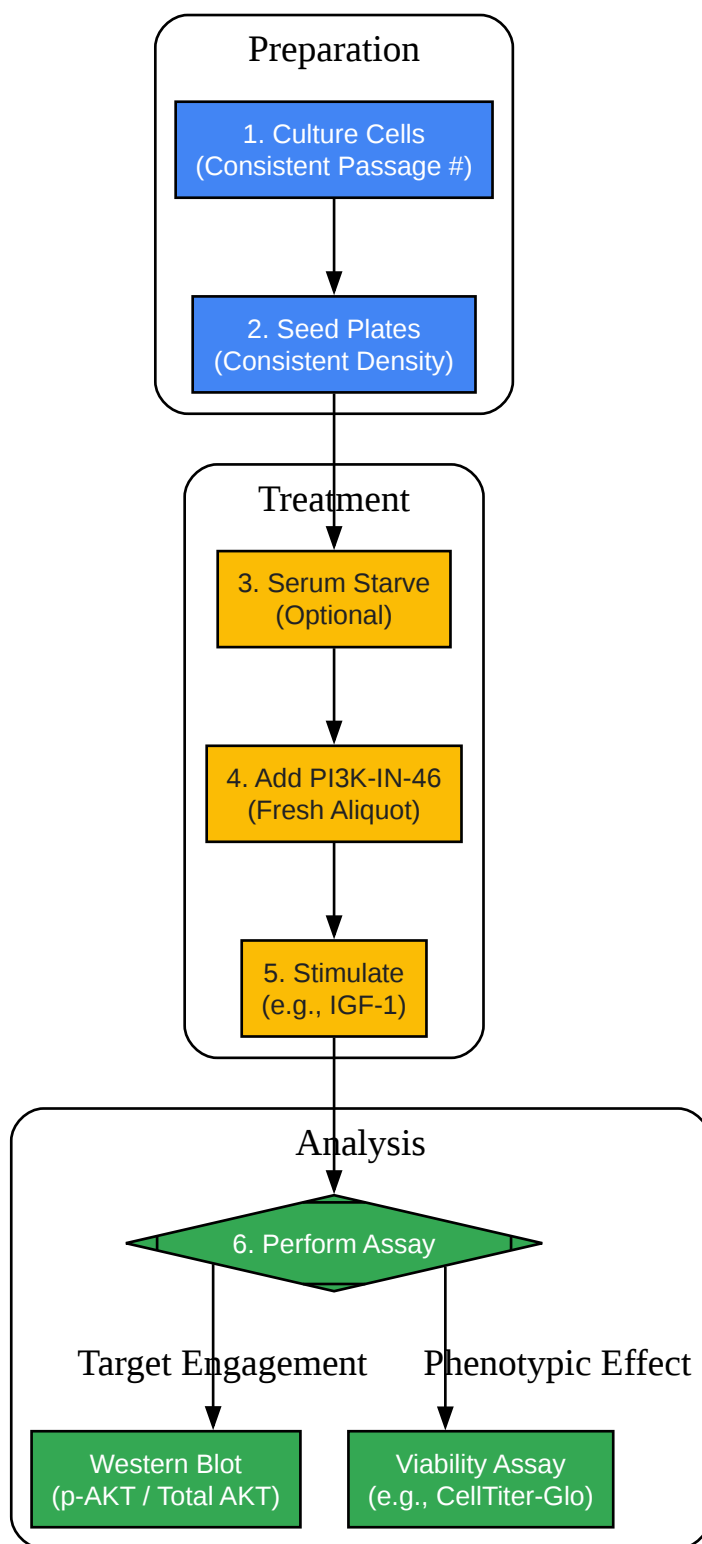 Preparation
1. Culture Cells
(Consistent Passage #)
2. Seed Plates
(Consistent Density)
Treatment
3. Serum Starve
(Optional)
4. Add PI3K-IN-46
(Fresh Aliquot)
5. Stimulate
(e.g., IGF-1)
Analysis
6. Perform Assay
Target Engagement
Phenotypic Effect
Western Blot
(p-AKT / Total AKT)
Viability Assay
(e.g., CellTiter-Glo)